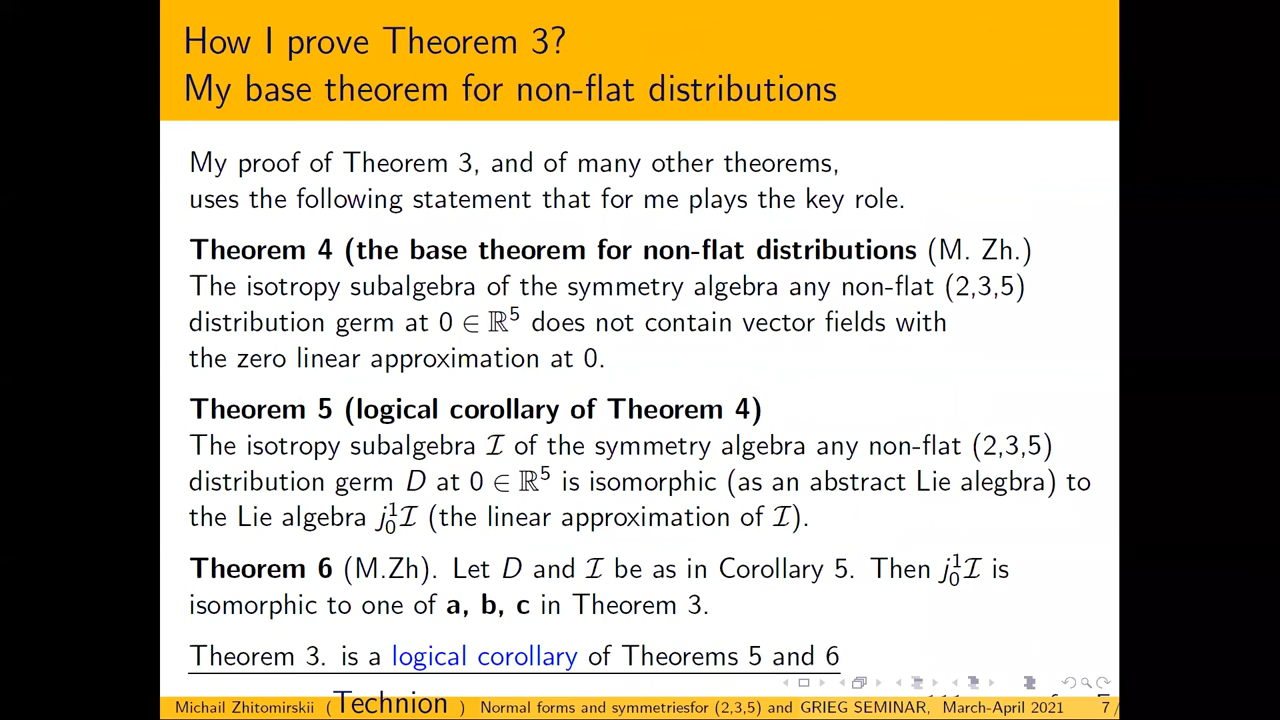 How I prove Theorem 3?
My base theorem for non-flat distributions
My proof of Theorem 3, and of many other theorems,
uses the following statement that for me plays the key role.
Theorem 4 (the base theorem for non-flat distributions (M. Zh.)
The isotropy subalgebra of the symmetry algebra any non-flat (2,3,5)
distribution germ at 0 ∈ ℝ⁵ does not contain vector fields with
the zero linear approximation at 0.
Theorem 5 (logical corollary of Theorem 4)
The isotropy subalgebra ℐ of the symmetry algebra any non-flat (2,3,5)
distribution germ D at 0 ∈ ℝ⁵ is isomorphic (as an abstract Lie alegbra) to
the Lie algebra j₀¹ℐ (the linear approximation of ℐ).
Theorem 6 (M.Zh). Let D and ℐ be as in Corollary 5. Then j₀¹ℐ is
isomorphic to one of a, b, c in Theorem 3.
Theorem 3. is a logical corollary of Theorems 5 and 6
Michail Zhitomirskii (Technion ) Normal forms and symmetriesfor (2,3,5) and GRIEG SEMINAR, March-April 2021 7 /